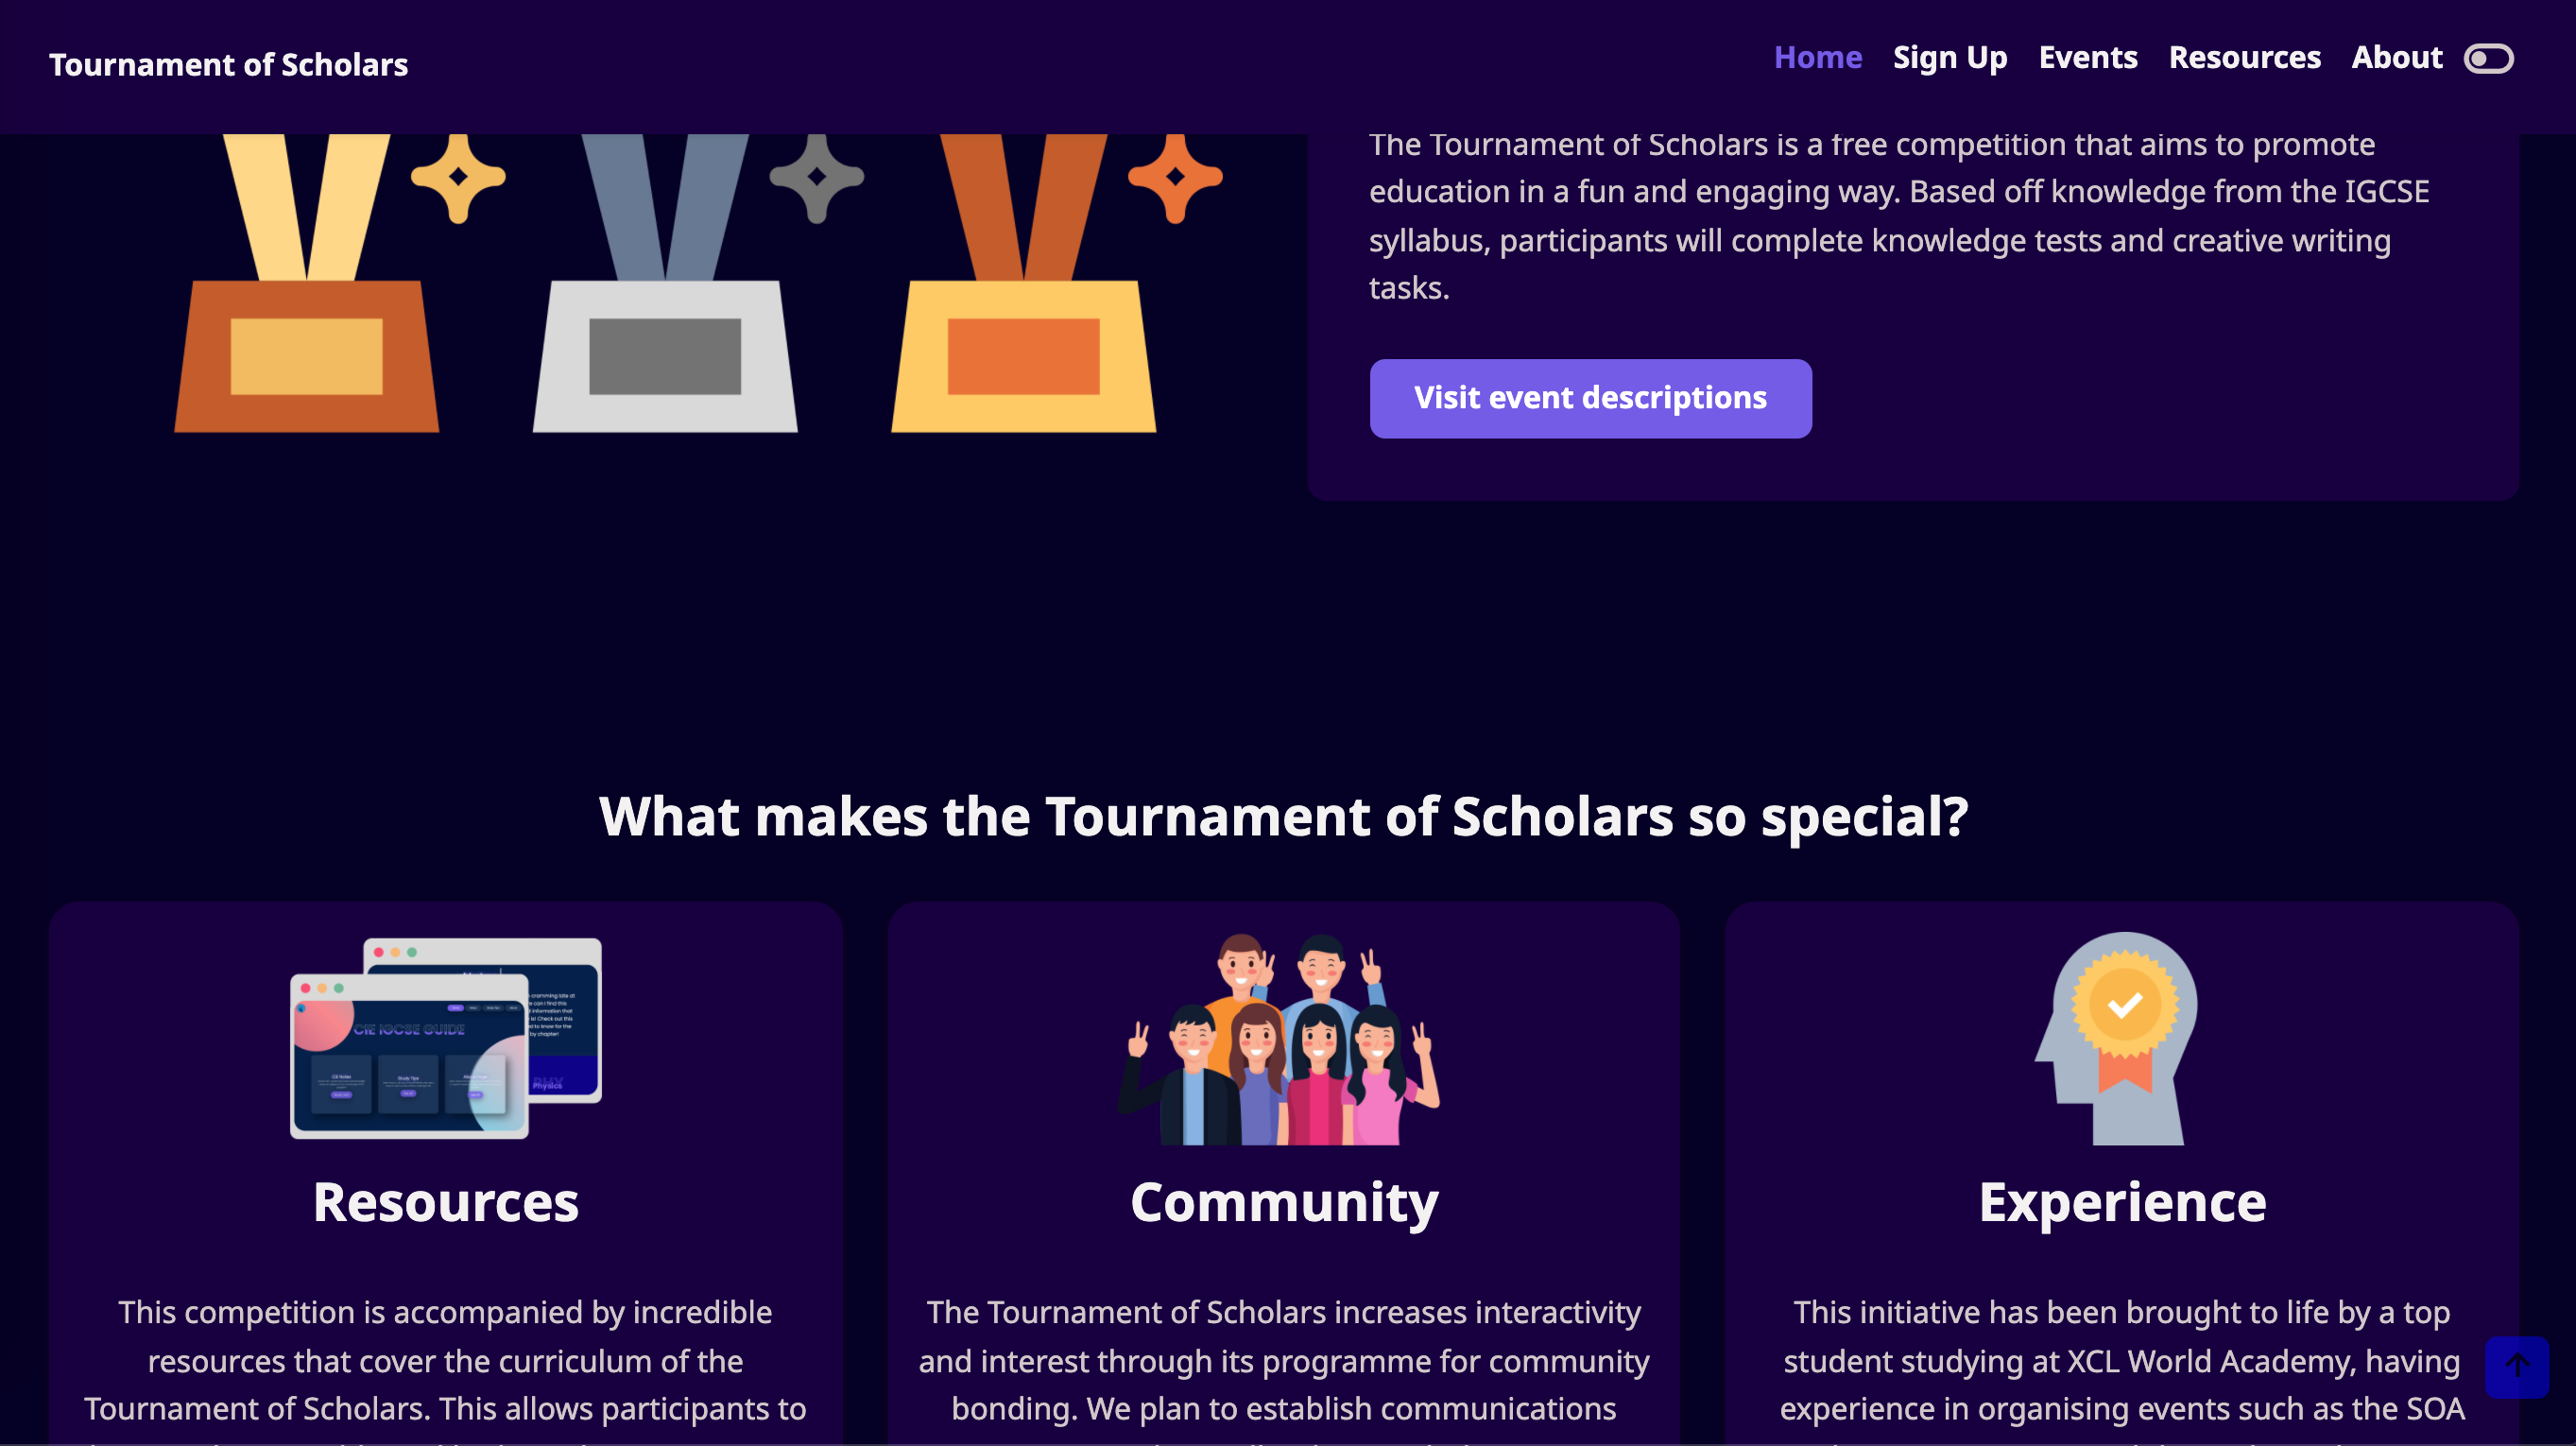 Tournament of Scholars
Home Sign Up Events Resources About
The Tournament of Scholars is a free competition that aims to promote
education in a fun and engaging way. Based off knowledge from the IGCSE
syllabus, participants will complete knowledge tests and creative writing
tasks.
Visit event descriptions
What makes the Tournament of Scholars so special?
CIE IGCSE GUIDE
Physics
Resources
This competition is accompanied by incredible
resources that cover the curriculum of the
Tournament of Scholars. This allows participants to
Community
The Tournament of Scholars increases interactivity
and interest through its programme for community
bonding. We plan to establish communications
Experience
This initiative has been brought to life by a top
student studying at XCL World Academy, having
experience in organising events such as the SOA